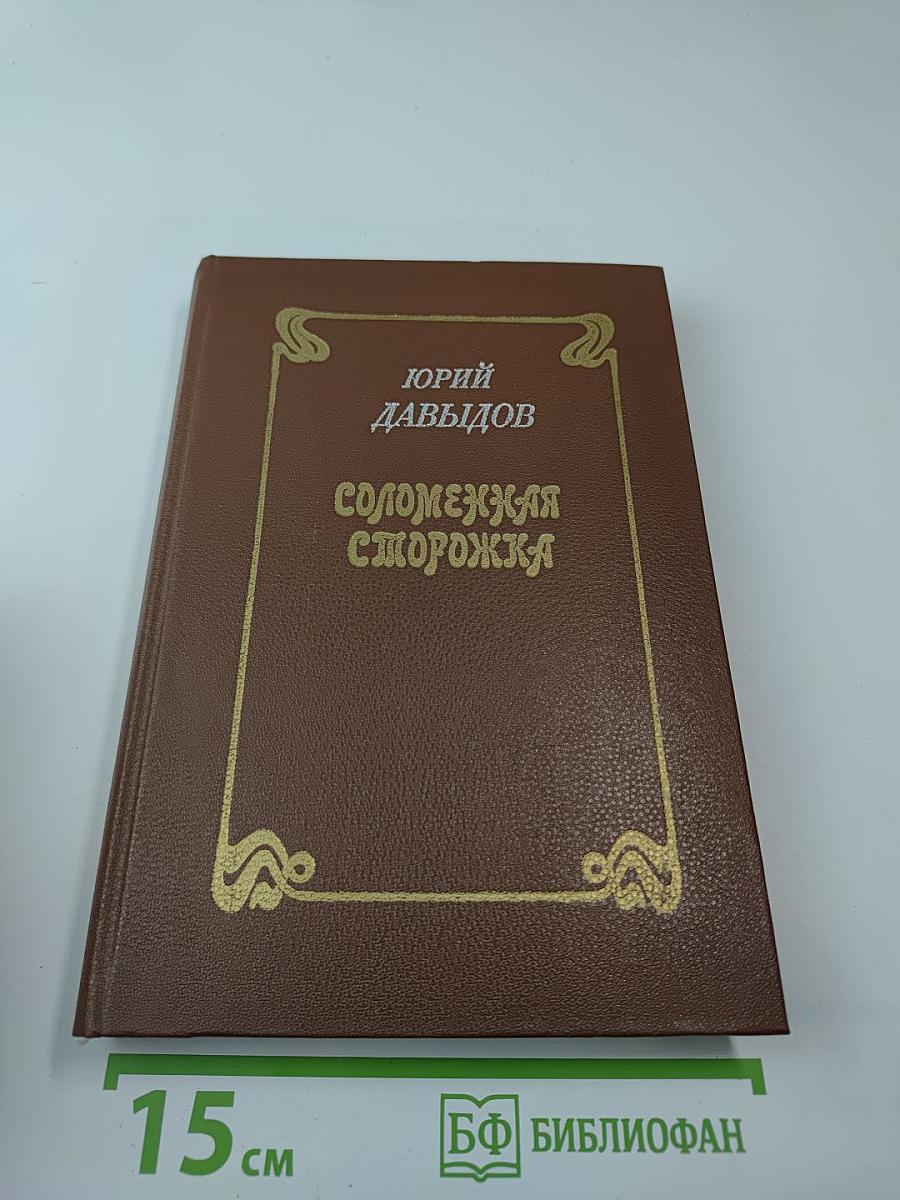 ЮРИЙ
ДАВЫДОВ
СОЛОМЕННАЯ
СТОРОЖКА
15 см
БФ БИБЛИОФАН